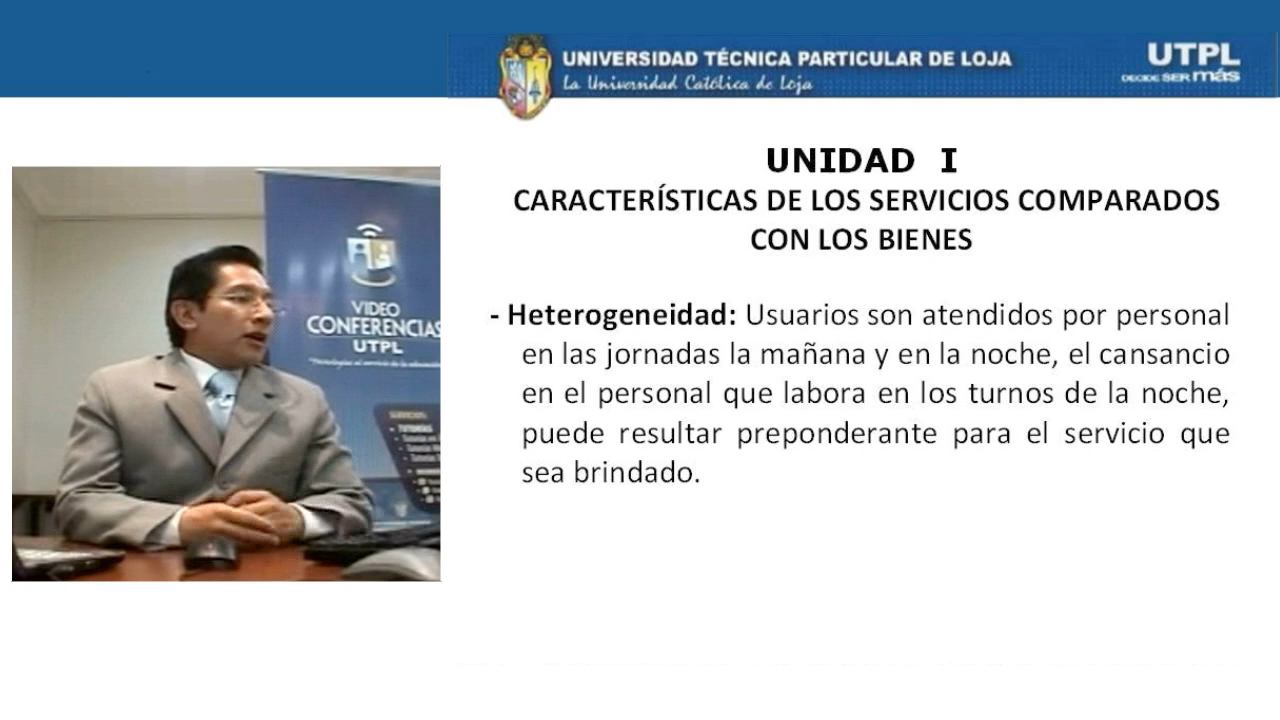 UNIVERSIDAD TÉCNICA PARTICULAR DE LOJA
La Universidad Católica de Loja
UTPL
DECIDE SER más
UNIDAD I
CARACTERÍSTICAS DE LOS SERVICIOS COMPARADOS
CON LOS BIENES
- Heterogeneidad: Usuarios son atendidos por personal
en las jornadas la mañana y en la noche, el cansancio
en el personal que labora en los turnos de la noche,
puede resultar preponderante para el servicio que
sea brindado.
VIDEO
CONFERENCIAS
UTPL